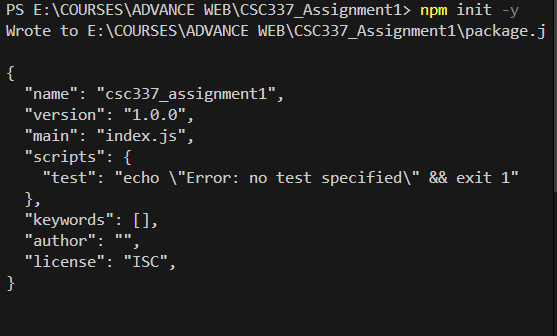 PS E:\COURSES\ADVANCE WEB\CSC337_Assignment1> npm init -y
Wrote to E:\COURSES\ADVANCE WEB\CSC337_Assignment1\package.j
{
"name": "csc337_assignment1",
"version": "1.0.0",
"main": "index.js",
"scripts": {
"test": "echo \"Error: no test specified\" && exit 1"
},
"keywords": [],
"author": "",
"license": "ISC",
}